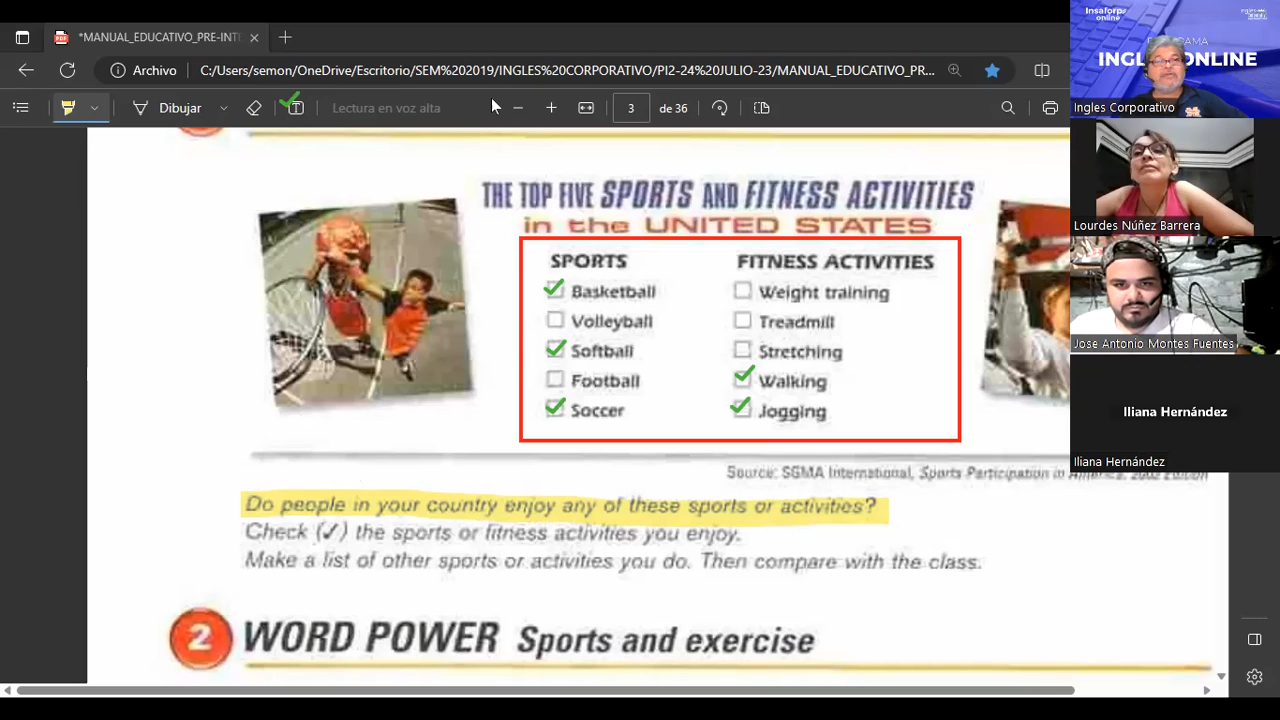 *MANUAL_EDUCATIVO_PRE-INT
Archivo
C:/Users/semon/OneDrive/Escritorio/SEM%2019/INGLES%20CORPORATIVO/PI2-24%20JULIO-23/MANUAL_EDUCATIVO_PR...
Dibujar
Lectura en voz alta
3
de 36
Insaforp
online
INGL ONLINE
Ingles Corporativo
Lourdes Núñez Barrera
Jose Antonio Montes Fuentes
Iliana Hernández
Iliana Hernández
THE TOP FIVE SPORTS AND FITNESS ACTIVITIES
in the UNITED STATES
SPORTS
✓ Basketball
Volleyball
✓ Softball
Football
✓ Soccer
FITNESS ACTIVITIES
Weight training
Treadmill
Stretching
✓ Walking
✓ Jogging
Source: SGMA International, Sports Participation in America, 2002 Edition
Do people in your country enjoy any of these sports or activities?
Check (✓) the sports or fitness activities you enjoy.
Make a list of other sports or activities you do. Then compare with the class.
2 WORD POWER Sports and exercise